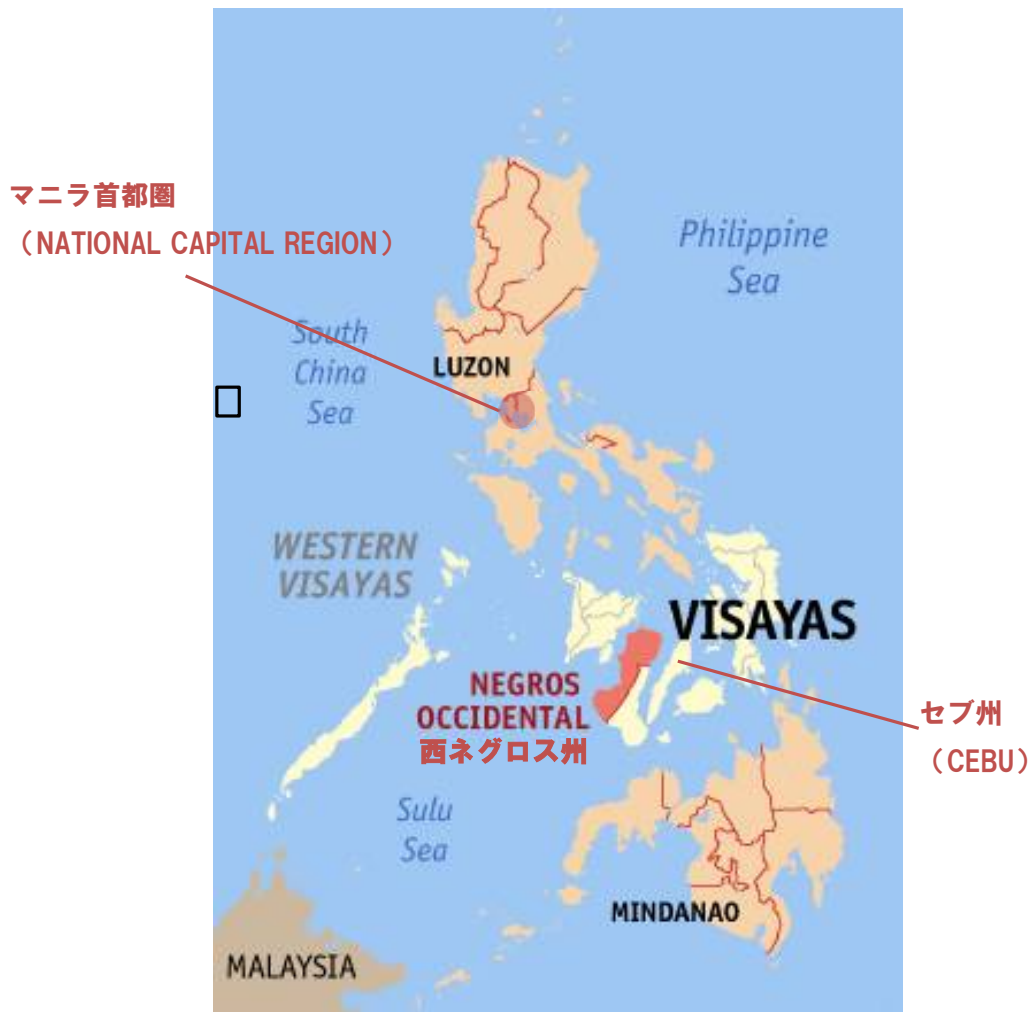 マニラ首都圏
（NATIONAL CAPITAL REGION）
Philippine
Sea
South
China
Sea
LUZON
WESTERN
VISAYAS
VISAYAS
NEGROS
OCCIDENTAL
西ネグロス州
セブ州
（CEBU）
Sulu
Sea
MINDANAO
MALAYSIA